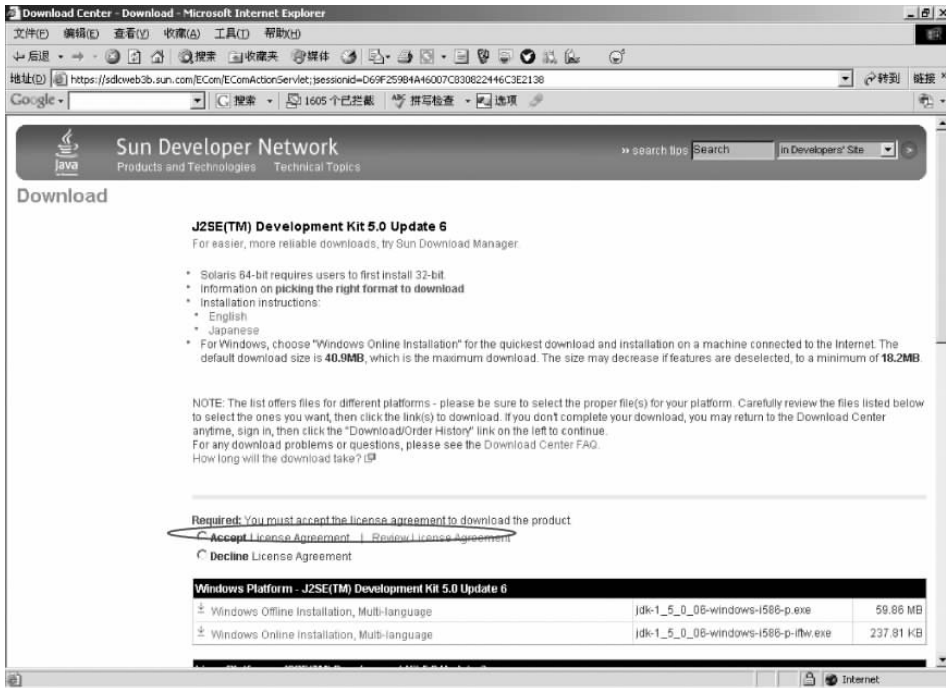 Download Center - Download - Microsoft Internet Explorer
文件(F) 编辑(E) 查看(V) 收藏(A) 工具(T) 帮助(H)
后退 搜索 收藏夹 媒体
地址(D) https://sdlcweb3b.sun.com/ECom/EComActionServlet;jsessionid=D69F25984A46007C830822446C3E2138 转到 链接
Google 搜索 1605 个已拦截 拼写检查 选项
Java Sun Developer Network
Products and Technologies Technical Topics
» search tips Search in Developers' Site
Download
J2SE(TM) Development Kit 5.0 Update 6
For easier, more reliable downloads, try Sun Download Manager.
* Solaris 64-bit requires users to first install 32-bit.
* Information on picking the right format to download
* Installation instructions:
* English
* Japanese
* For Windows, choose "Windows Online Installation" for the quickest download and installation on a machine connected to the Internet. The
default download size is 40.9MB, which is the maximum download. The size may decrease if features are deselected, to a minimum of 18.2MB.
NOTE: The list offers files for different platforms - please be sure to select the proper file(s) for your platform. Carefully review the files listed below
to select the ones you want, then click the link(s) to download. If you don't complete your download, you may return to the Download Center
anytime, sign in, then click the "Download/Order History" link on the left to continue.
For any download problems or questions, please see the Download Center FAQ.
How long will the download take?
Required: You must accept the license agreement to download the product.
Accept License Agreement | Review License Agreement
Decline License Agreement
Windows Platform - J2SE(TM) Development Kit 5.0 Update 6
Windows Offline Installation, Multi-language jdk-1_5_0_06-windows-i586-p.exe 59.86 MB
Windows Online Installation, Multi-language jdk-1_5_0_06-windows-i586-p-iftw.exe 237.81 KB
Internet